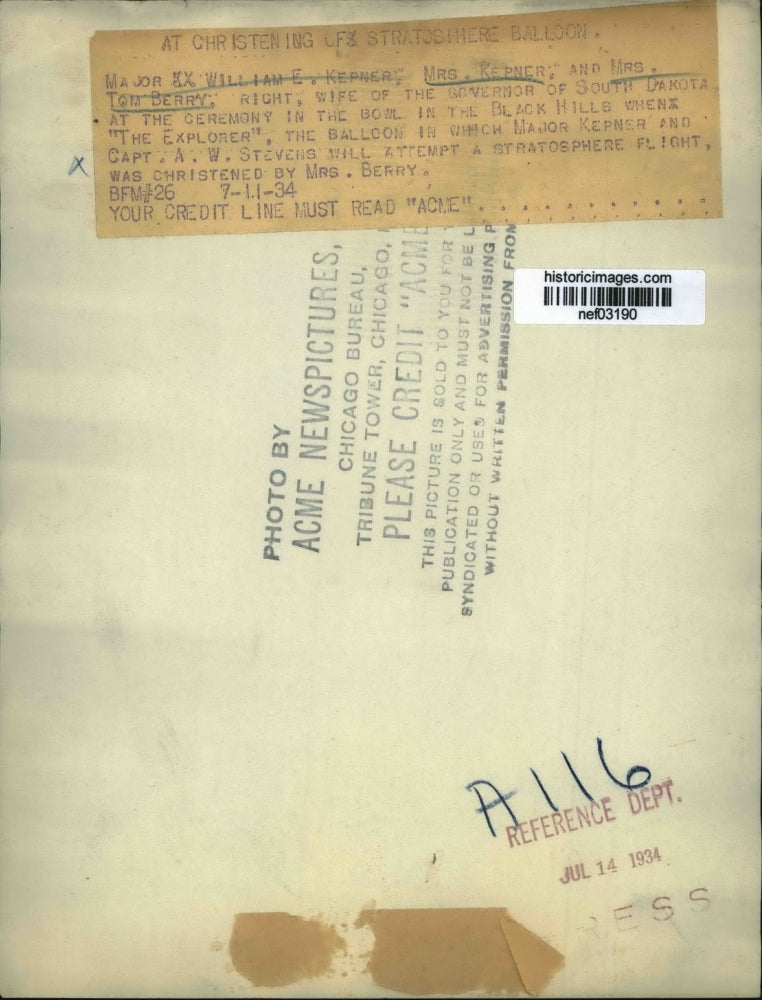 AT CHRISTENING OF% STRATOSPHERE BALLOON.
MAJOR XX WILLIAM E. KEPNER, MRS. KEPNER, AND MRS.
TOM BERRY, RIGHT, WIFE OF THE GOVERNOR OF SOUTH DAKOTA
AT THE CEREMONY IN THE BOWL IN THE BLACK HILLS WHENX
"THE EXPLORER", THE BALLOON IN WHICH MAJOR KEPNER AND
CAPT. A. W. STEVENS WILL ATTEMPT A STRATOSPHERE FLIGHT,
WAS CHRISTENED BY MRS. BERRY.
BFM#26 7-11-34
YOUR CREDIT LINE MUST READ "ACME"............
X
historicimages.com
nef03190
PHOTO BY
ACME NEWSPICTURES,
CHICAGO BUREAU,
TRIBUNE TOWER, CHICAGO,
PLEASE CREDIT "ACME
THIS PICTURE IS SOLD TO YOU FOR
PUBLICATION ONLY AND MUST NOT BE
SYNDICATED OR USED FOR ADVERTISING
WITHOUT WRITTEN PERMISSION FROM
A116
REFERENCE DEPT.
JUL 14 1934
RESS